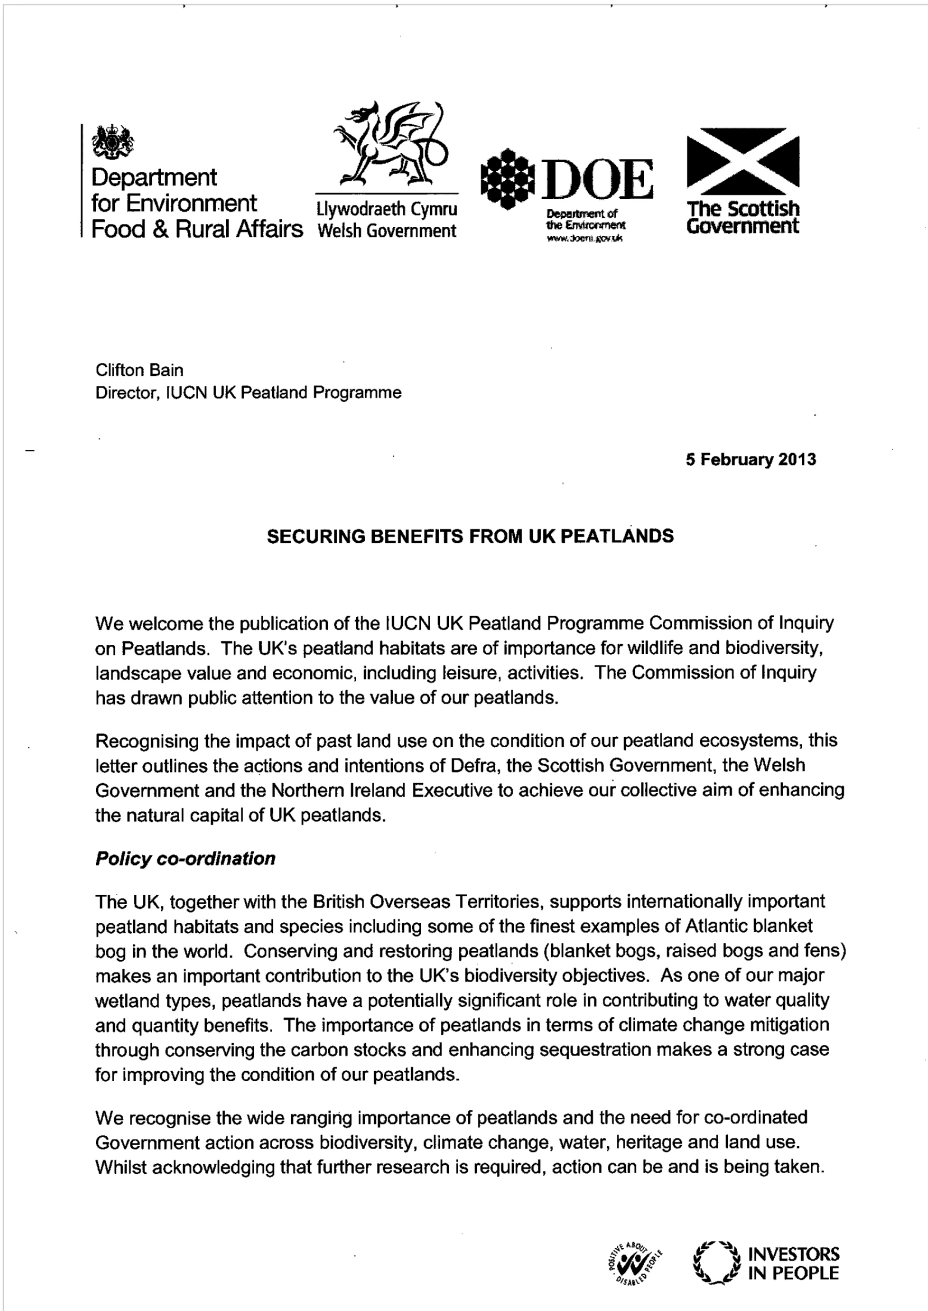 Department
for Environment
Food & Rural Affairs
Llywodraeth Cymru
Welsh Government
DOE
Department of
the Environment
www.doeni.gov.uk
The Scottish
Government
Clifton Bain
Director, IUCN UK Peatland Programme
5 February 2013
SECURING BENEFITS FROM UK PEATLANDS
We welcome the publication of the IUCN UK Peatland Programme Commission of Inquiry
on Peatlands. The UK's peatland habitats are of importance for wildlife and biodiversity,
landscape value and economic, including leisure, activities. The Commission of Inquiry
has drawn public attention to the value of our peatlands.
Recognising the impact of past land use on the condition of our peatland ecosystems, this
letter outlines the actions and intentions of Defra, the Scottish Government, the Welsh
Government and the Northern Ireland Executive to achieve our collective aim of enhancing
the natural capital of UK peatlands.
Policy co-ordination
The UK, together with the British Overseas Territories, supports internationally important
peatland habitats and species including some of the finest examples of Atlantic blanket
bog in the world. Conserving and restoring peatlands (blanket bogs, raised bogs and fens)
makes an important contribution to the UK's biodiversity objectives. As one of our major
wetland types, peatlands have a potentially significant role in contributing to water quality
and quantity benefits. The importance of peatlands in terms of climate change mitigation
through conserving the carbon stocks and enhancing sequestration makes a strong case
for improving the condition of our peatlands.
We recognise the wide ranging importance of peatlands and the need for co-ordinated
Government action across biodiversity, climate change, water, heritage and land use.
Whilst acknowledging that further research is required, action can be and is being taken.
POSITIVE ABOUT
DISABLED PEOPLE
INVESTORS
IN PEOPLE